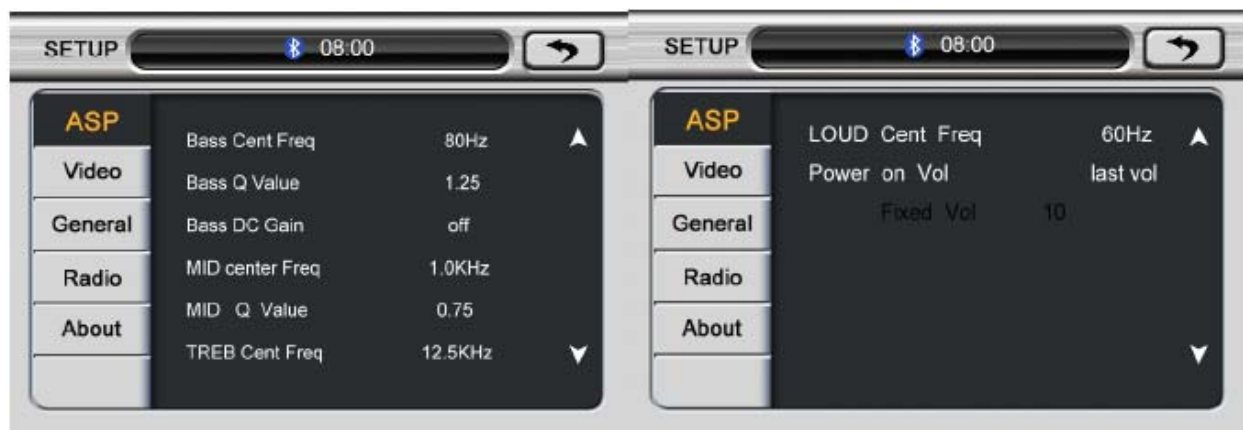 SETUP 08:00
ASP
Video
General
Radio
About
Bass Cent Freq 80Hz
Bass Q Value 1.25
Bass DC Gain off
MID center Freq 1.0KHz
MID Q Value 0.75
TREB Cent Freq 12.5KHz
SETUP 08:00
ASP
Video
General
Radio
About
LOUD Cent Freq 60Hz
Power on Vol last vol
Fixed Vol 10